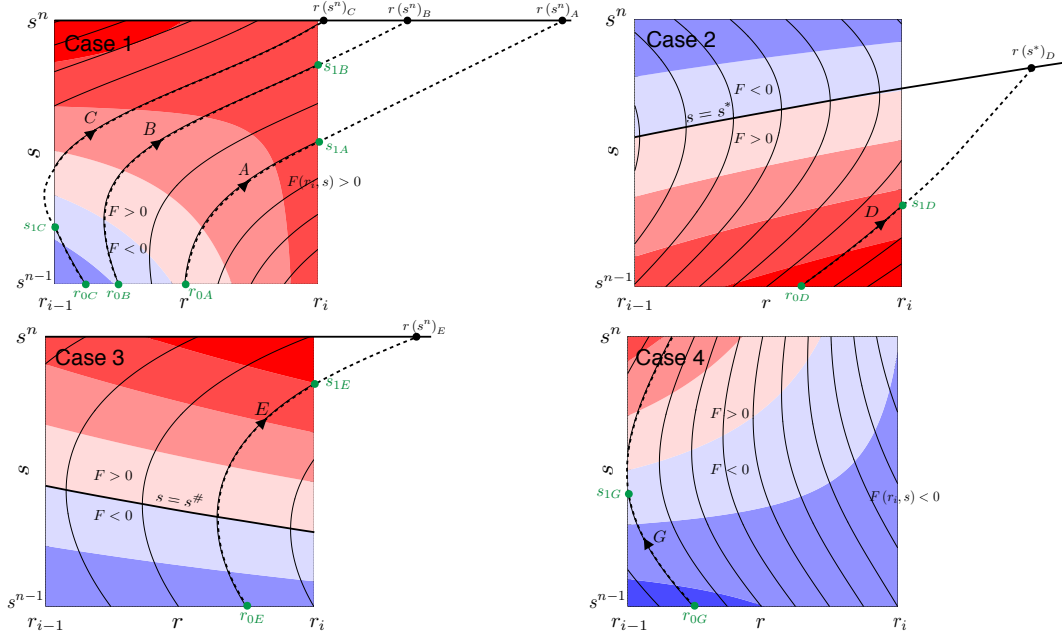 s^n
r(s^n)_C
r(s^n)_B
r(s^n)_A
Case 1
s_{1B}
C
B
A
s_{1A}
s
F(r_i, s) > 0
F > 0
F < 0
s_{1C}
s^{n-1}
r_{0C}
r_{0B}
r_{0A}
r_{i-1}
r
r_i
s^n
Case 2
r(s^*)_D
F < 0
s = s^*
F > 0
s
D
s_{1D}
s^{n-1}
r_{0D}
r_{i-1}
r
r_i
s^n
r(s^n)_E
Case 3
s_{1E}
E
s
F > 0
s = s^#
F < 0
s^{n-1}
r_{0E}
r_{i-1}
r
r_i
s^n
Case 4
F > 0
s
F < 0
s_{1G}
F(r_i, s) < 0
G
s^{n-1}
r_{0G}
r_{i-1}
r
r_i